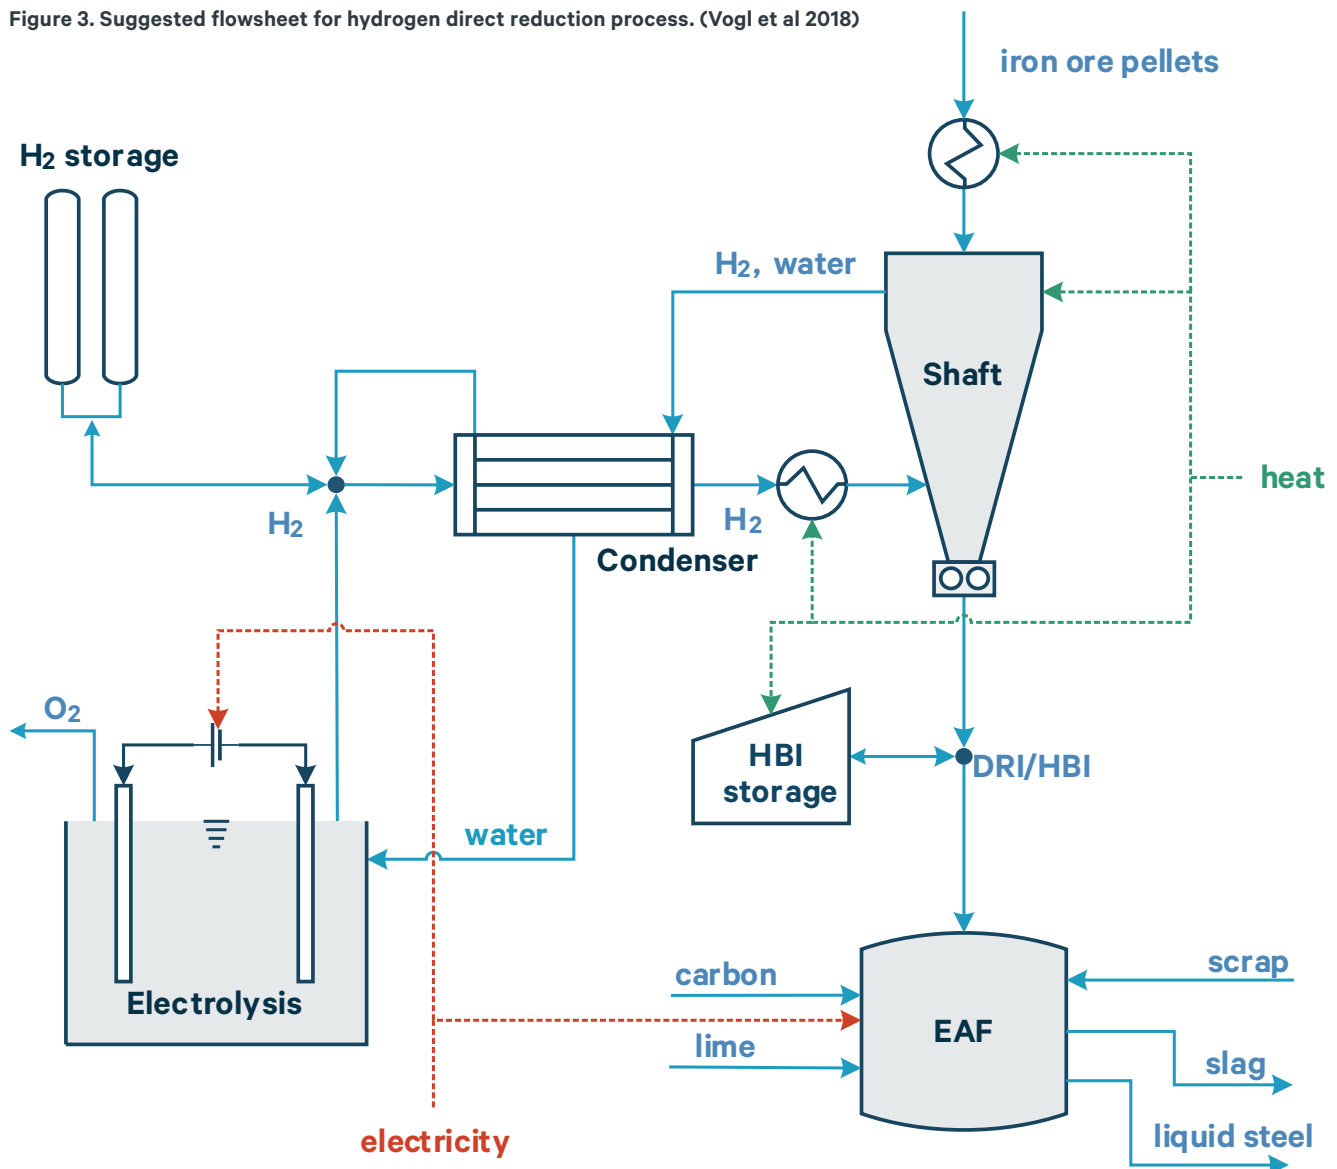 Figure 3. Suggested flowsheet for hydrogen direct reduction process. (Vogl et al 2018)
iron ore pellets
H2 storage
H2, water
Shaft
heat
H2
H2
Condenser
O2
HBI
storage
DRI/HBI
water
carbon
scrap
Electrolysis
EAF
lime
slag
electricity
liquid steel